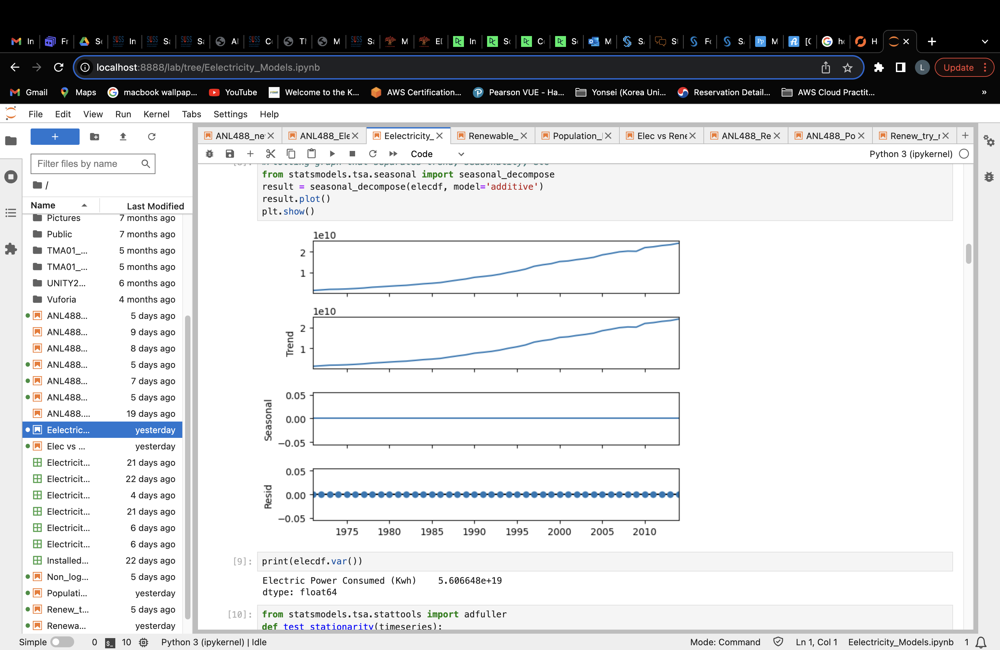 In Fr Se In Sa Sa Al Co Th M Sa M EL In So Co So M S St Fo S M [C ho H
localhost:8888/lab/tree/Eelectricity_Models.ipynb L Update
Gmail Maps macbook wallpap... YouTube Welcome to the K... AWS Certification... Pearson VUE - Ha... Yonsei (Korea Uni... Reservation Detail... AWS Cloud Practit... »
File Edit View Run Kernel Tabs Settings Help
ANL488_ne ANL488_Ele Eelectricity_ Renewable_ Population_ Elec vs Rene ANL488_Re ANL488_Po Renew_try_
Code Python 3 (ipykernel)
Filter files by name
/
Name Last Modified
Pictures 7 months ago
Public 7 months ago
TMA01_... 5 months ago
TMA01_... 5 months ago
UNITY2... 6 months ago
Vuforia 4 months ago
ANL488... 5 days ago
ANL488... 9 days ago
ANL488... 8 days ago
ANL488... 5 days ago
ANL488... 7 days ago
ANL488... 5 days ago
ANL488.... 19 days ago
Eelectric... yesterday
Elec vs ... yesterday
Electricit... 21 days ago
Electricit... 22 days ago
Electricit... 4 days ago
Electricit... 21 days ago
Electricit... 6 days ago
Electricit... 6 days ago
Installed... 22 days ago
Non_log... 5 days ago
Populati... yesterday
Renew_t... 5 days ago
Renewa... yesterday
from statsmodels.tsa.seasonal import seasonal_decompose
result = seasonal_decompose(elecdf, model='additive')
result.plot()
plt.show()
1e10
2
1
1e10
2
1
Trend
0.05
0.00
−0.05
Seasonal
0.05
0.00
−0.05
Resid
1975 1980 1985 1990 1995 2000 2005 2010
[9]: print(elecdf.var())
Electric Power Consumed (Kwh) 5.606648e+19
dtype: float64
[10]: from statsmodels.tsa.stattools import adfuller
def test_stationarity(timeseries):
Simple 0 $_ 10 Python 3 (ipykernel) | Idle Mode: Command Ln 1, Col 1 Eelectricity_Models.ipynb 1